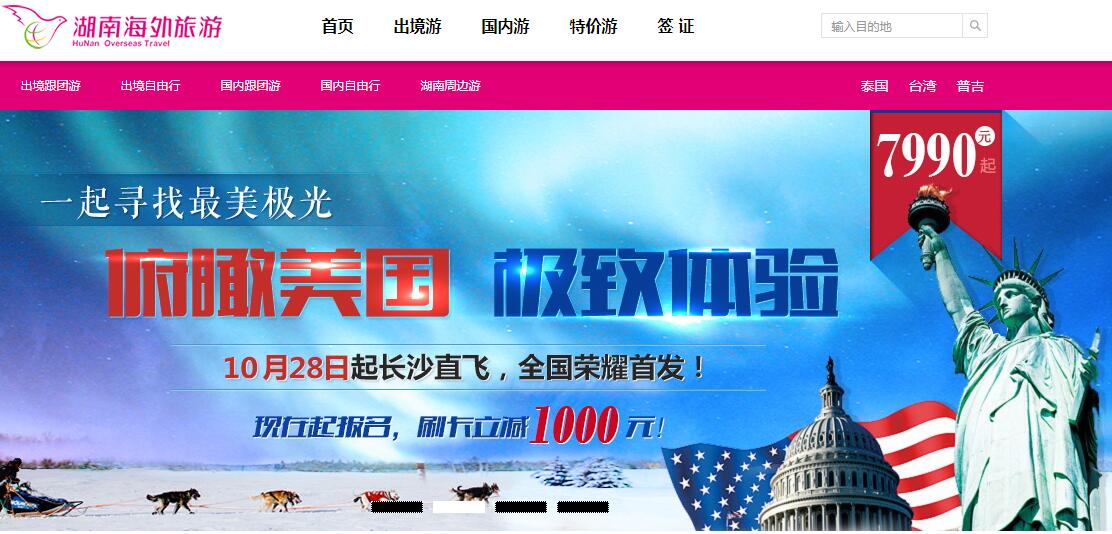 湖南海外旅游
HuNan Overseas Travel
首页 出境游 国内游 特价游 签 证
输入目的地
出境跟团游 出境自由行 国内跟团游 国内自由行 湖南周边游
泰国 台湾 普吉
7990元起
一起寻找最美极光
俯瞰美国 极致体验
10月28日起长沙直飞，全国荣耀首发！
现在起报名，刷卡立减1000元！